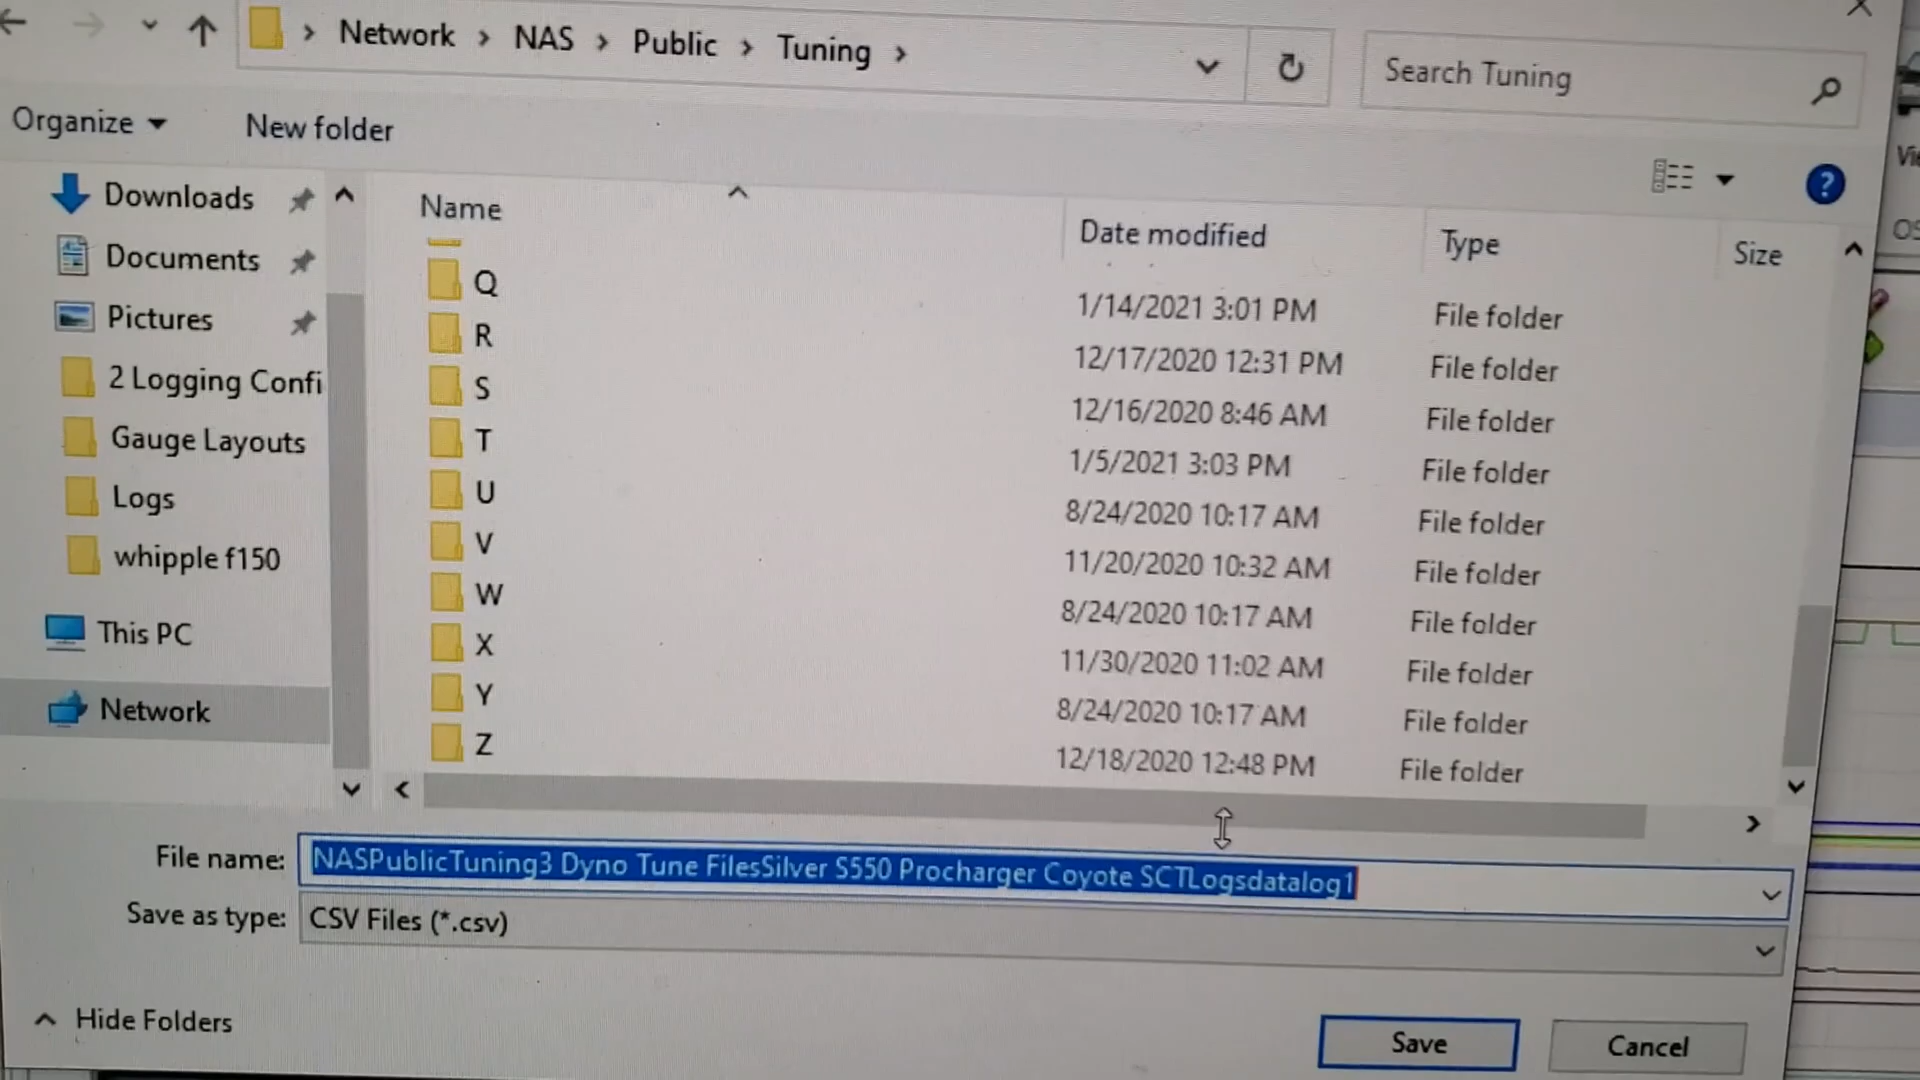 Network > NAS > Public > Tuning >
Search Tuning
Organize
New folder
Downloads
Documents
Pictures
2 Logging Confi
Gauge Layouts
Logs
whipple f150
This PC
Network
Name Date modified Type Size
Q 1/14/2021 3:01 PM File folder
R 12/17/2020 12:31 PM File folder
S 12/16/2020 8:46 AM File folder
T 1/5/2021 3:03 PM File folder
U 8/24/2020 10:17 AM File folder
V 11/20/2020 10:32 AM File folder
W 8/24/2020 10:17 AM File folder
X 11/30/2020 11:02 AM File folder
Y 8/24/2020 10:17 AM File folder
Z 12/18/2020 12:48 PM File folder
File name: NASPublicTuning3 Dyno Tune FilesSilver S550 Procharger Coyote SCTLogsdatalog1
Save as type: CSV Files (*.csv)
Hide Folders
Save
Cancel